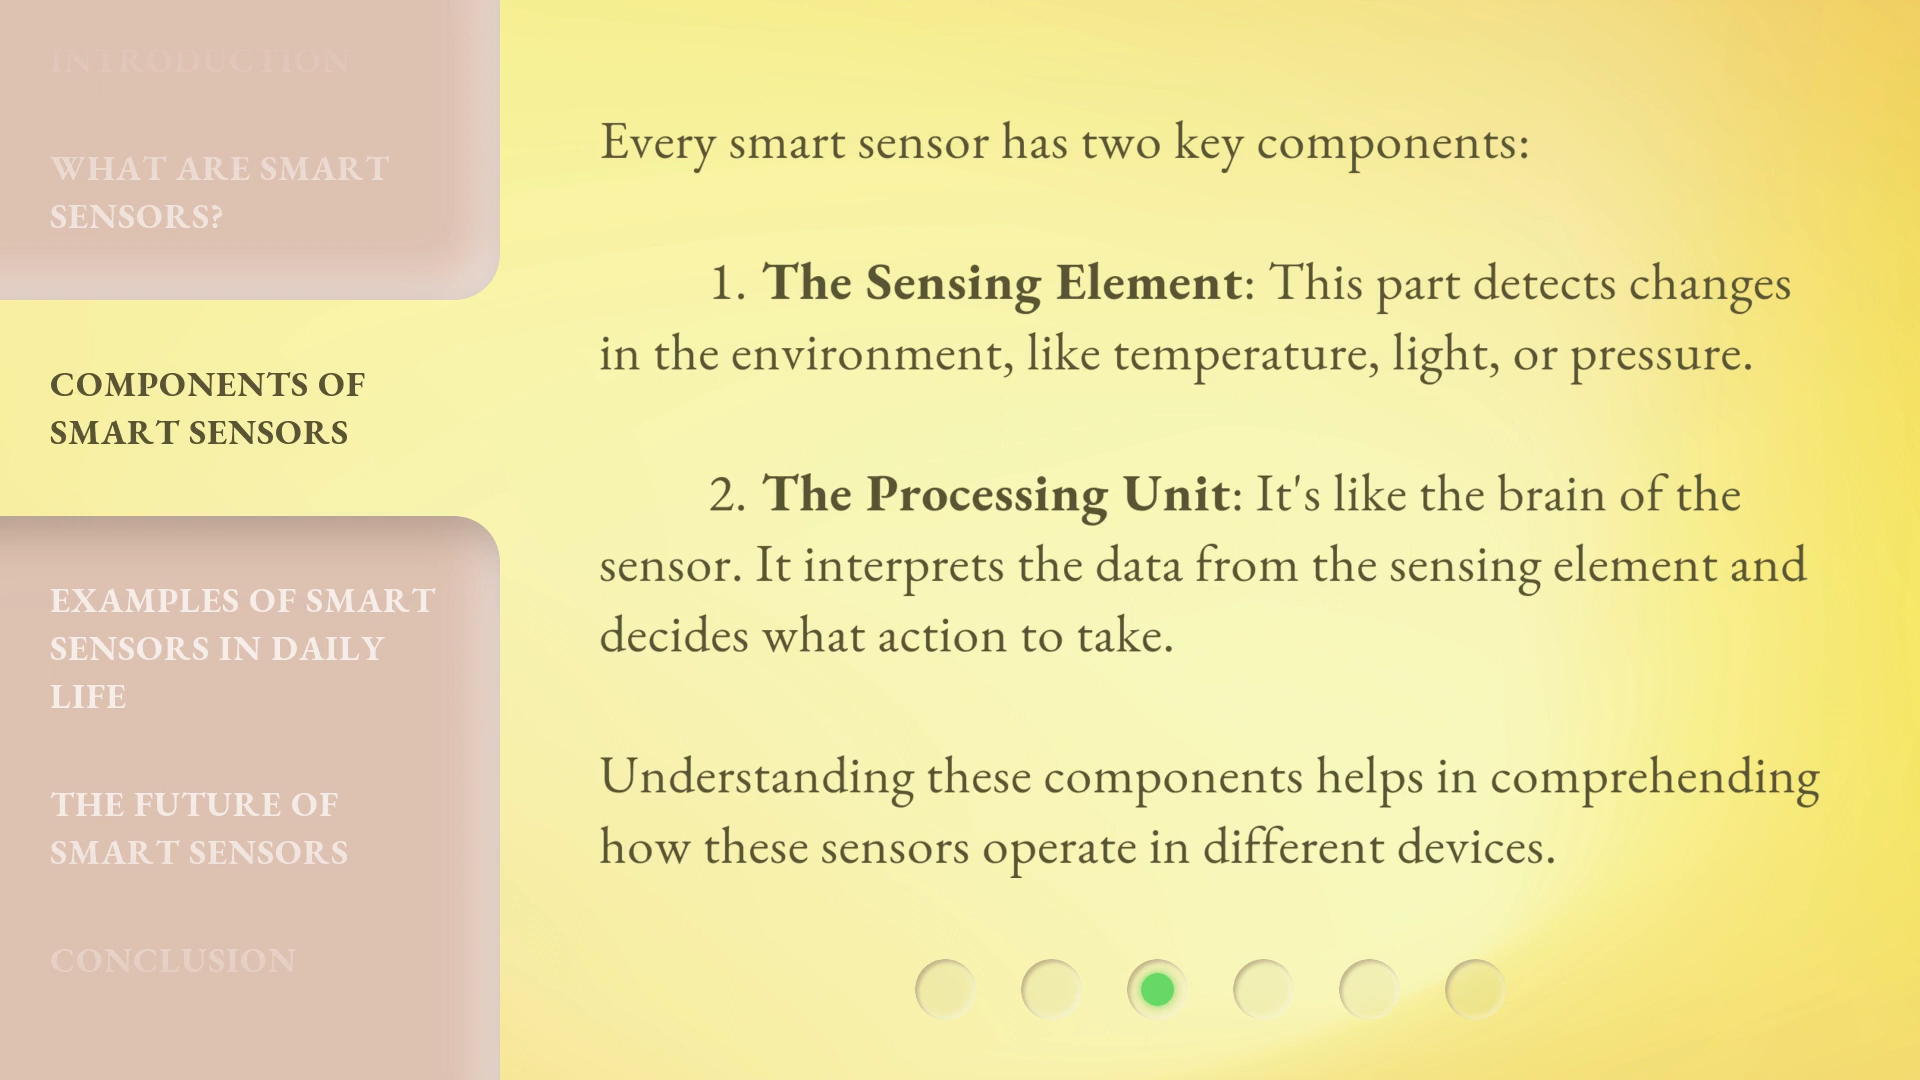 INTRODUCTION
WHAT ARE SMART
SENSORS?
COMPONENTS OF
SMART SENSORS
EXAMPLES OF SMART
SENSORS IN DAILY
LIFE
THE FUTURE OF
SMART SENSORS
CONCLUSION
Every smart sensor has two key components:
1. The Sensing Element: This part detects changes
in the environment, like temperature, light, or pressure.
2. The Processing Unit: It's like the brain of the
sensor. It interprets the data from the sensing element and
decides what action to take.
Understanding these components helps in comprehending
how these sensors operate in different devices.